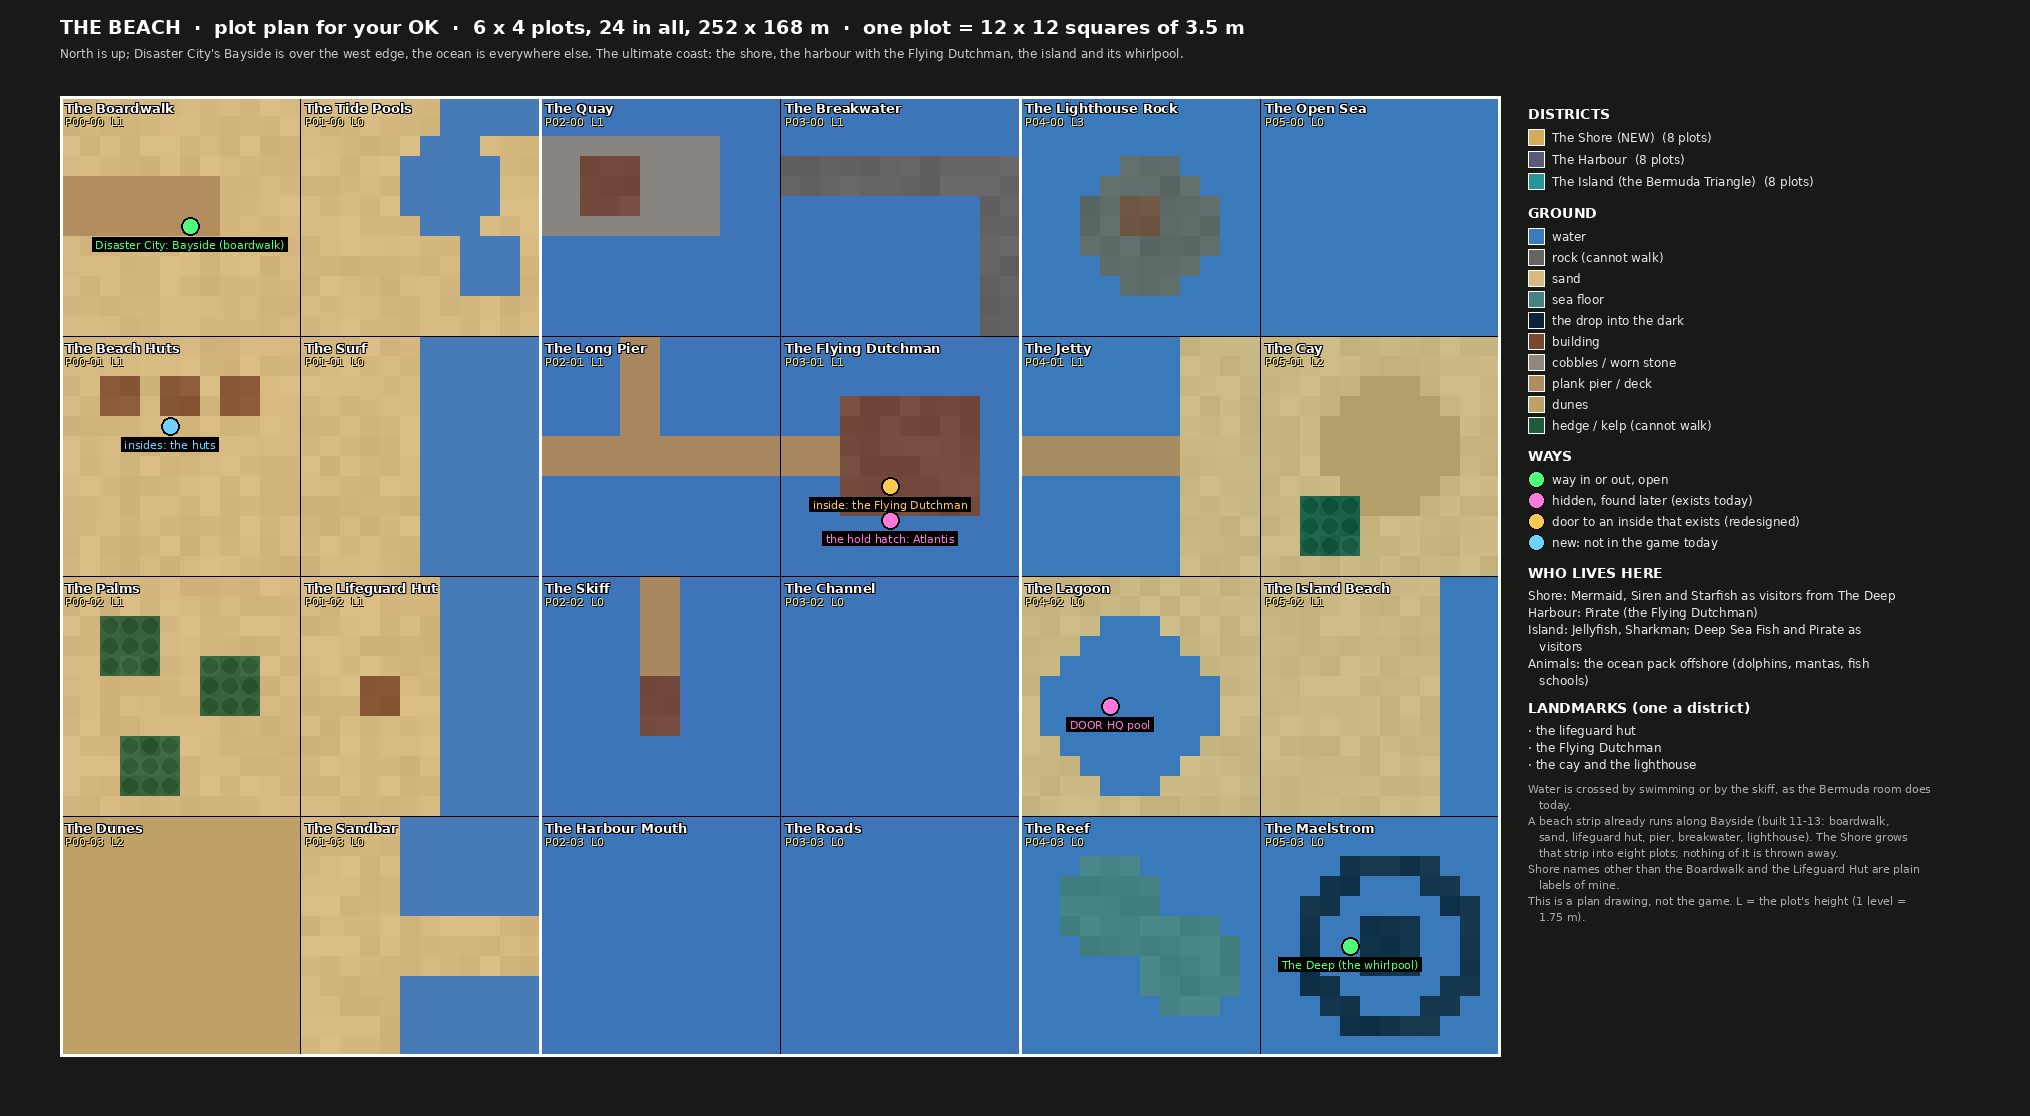 THE BEACH · plot plan for your OK · 6 x 4 plots, 24 in all, 252 x 168 m · one plot = 12 x 12 squares of 3.5 m
North is up; Disaster City's Bayside is over the west edge, the ocean is everywhere else. The ultimate coast: the shore, the harbour with the Flying Dutchman, the island and its whirlpool.
The Boardwalk
P00-00 L1
Disaster City: Bayside (boardwalk)
The Tide Pools
P01-00 L0
The Quay
P02-00 L1
The Breakwater
P03-00 L1
The Lighthouse Rock
P04-00 L3
The Open Sea
P05-00 L0
The Beach Huts
P00-01 L1
insides: the huts
The Surf
P01-01 L0
The Long Pier
P02-01 L1
The Flying Dutchman
P03-01 L1
inside: the Flying Dutchman
the hold hatch: Atlantis
The Jetty
P04-01 L1
The Cay
P05-01 L2
The Palms
P00-02 L1
The Lifeguard Hut
P01-02 L1
The Skiff
P02-02 L0
The Channel
P03-02 L0
The Lagoon
P04-02 L0
DOOR HQ pool
The Island Beach
P05-02 L1
The Dunes
P00-03 L2
The Sandbar
P01-03 L0
The Harbour Mouth
P02-03 L0
The Roads
P03-03 L0
The Reef
P04-03 L0
The Maelstrom
P05-03 L0
The Deep (the whirlpool)
DISTRICTS
The Shore (NEW) (8 plots)
The Harbour (8 plots)
The Island (the Bermuda Triangle) (8 plots)
GROUND
water
rock (cannot walk)
sand
sea floor
the drop into the dark
building
cobbles / worn stone
plank pier / deck
dunes
hedge / kelp (cannot walk)
WAYS
way in or out, open
hidden, found later (exists today)
door to an inside that exists (redesigned)
new: not in the game today
WHO LIVES HERE
Shore: Mermaid, Siren and Starfish as visitors from The Deep
Harbour: Pirate (the Flying Dutchman)
Island: Jellyfish, Sharkman; Deep Sea Fish and Pirate as
visitors
Animals: the ocean pack offshore (dolphins, mantas, fish
schools)
LANDMARKS (one a district)
· the lifeguard hut
· the Flying Dutchman
· the cay and the lighthouse
Water is crossed by swimming or by the skiff, as the Bermuda room does
today.
A beach strip already runs along Bayside (built 11-13: boardwalk,
sand, lifeguard hut, pier, breakwater, lighthouse). The Shore grows
that strip into eight plots; nothing of it is thrown away.
Shore names other than the Boardwalk and the Lifeguard Hut are plain
labels of mine.
This is a plan drawing, not the game. L = the plot's height (1 level =
1.75 m).